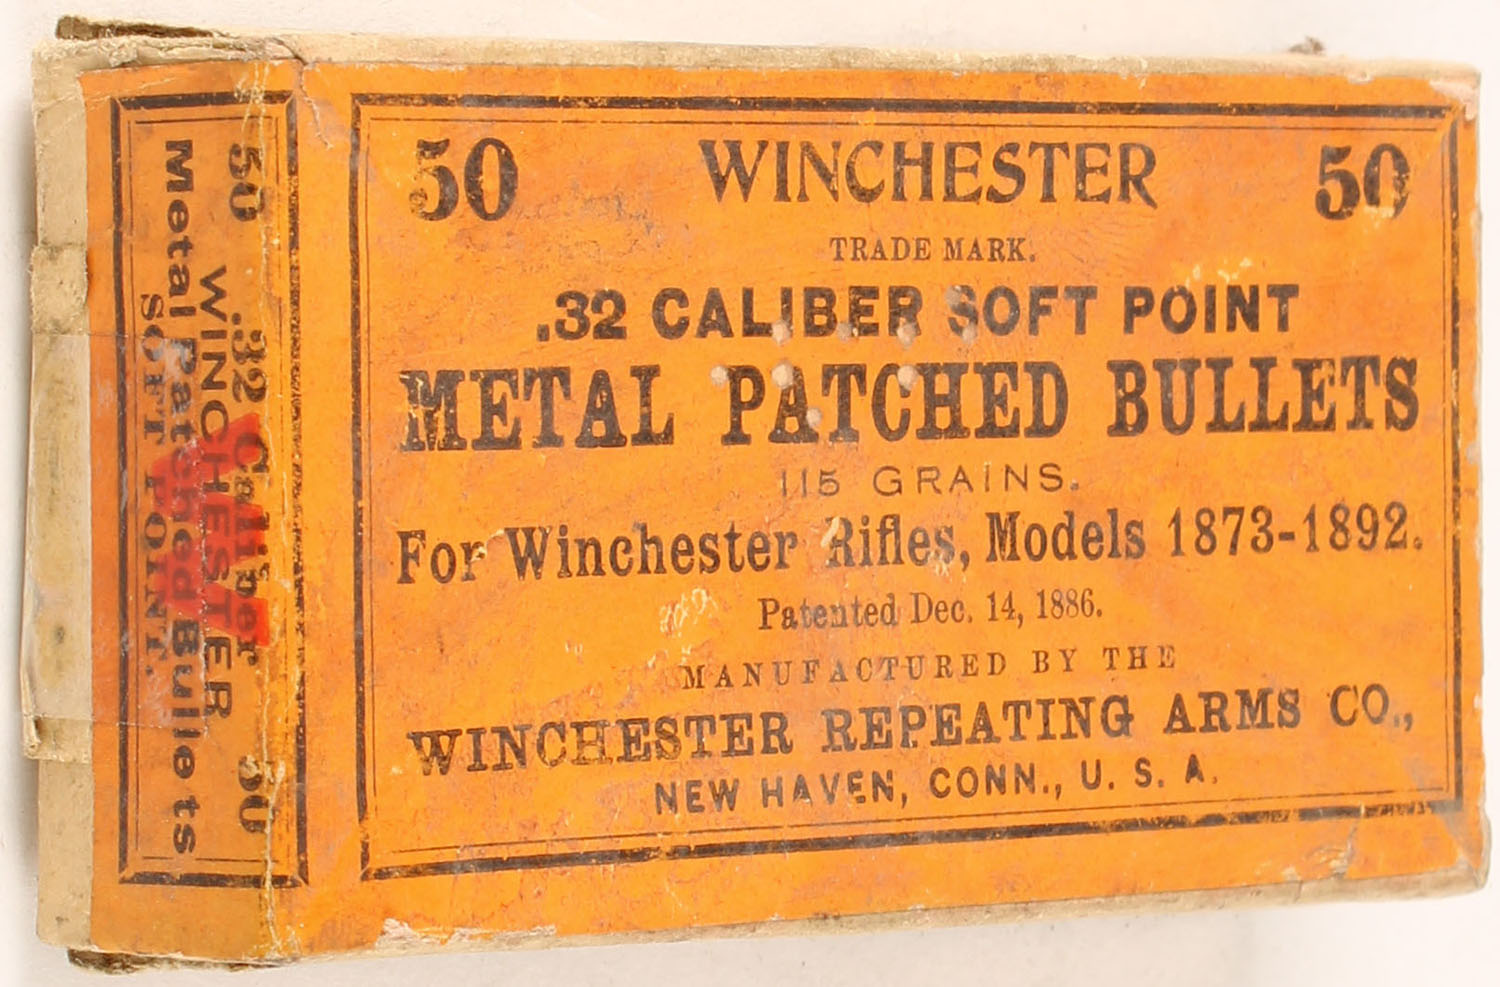 50 WINCHESTER 50
TRADE MARK.
.32 CALIBER SOFT POINT
METAL PATCHED BULLETS
115 GRAINS.
For Winchester Rifles, Models 1873-1892.
Patented Dec. 14, 1886.
MANUFACTURED BY THE
WINCHESTER REPEATING ARMS CO.,
NEW HAVEN, CONN., U. S. A.
50 .32 Caliber 50
WINCHESTER
Metal Patched Bullets
SOFT POINT.
W